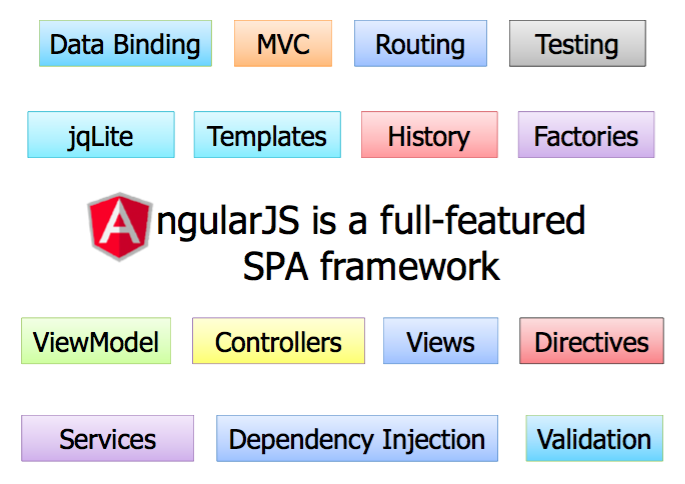 Data Binding MVC Routing Testing
jqLite Templates History Factories
AngularJS is a full-featured
SPA framework
ViewModel Controllers Views Directives
Services Dependency Injection Validation